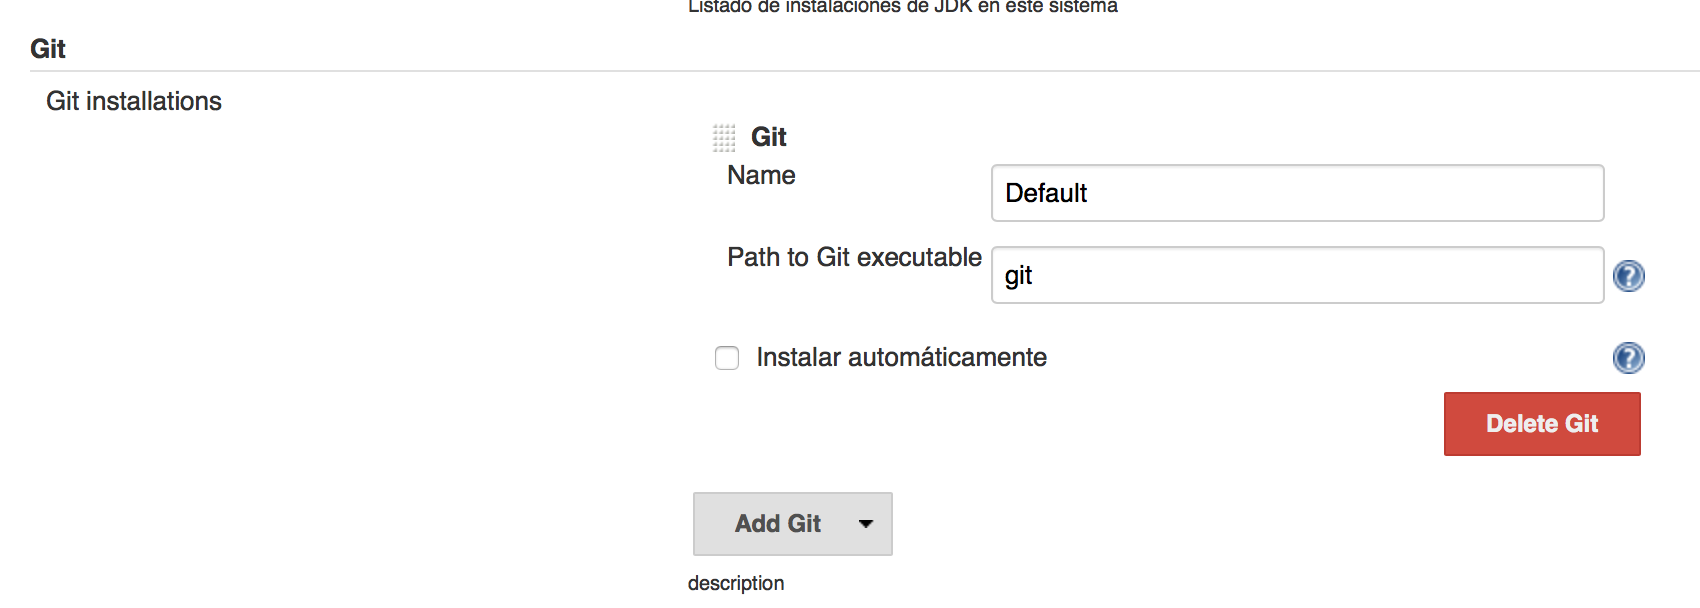 Listado de instalaciones de JDK en este sistema
Git
Git installations
Git
Name
Default
Path to Git executable
git
?
Instalar automáticamente
?
Delete Git
Add Git
description